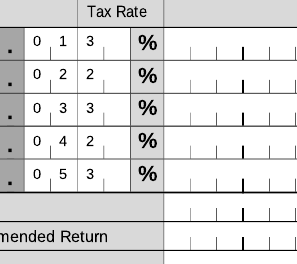 Tax Rate
. 0 1 3 %
. 0 2 2 %
. 0 3 3 %
. 0 4 2 %
. 0 5 3 %
mended Return